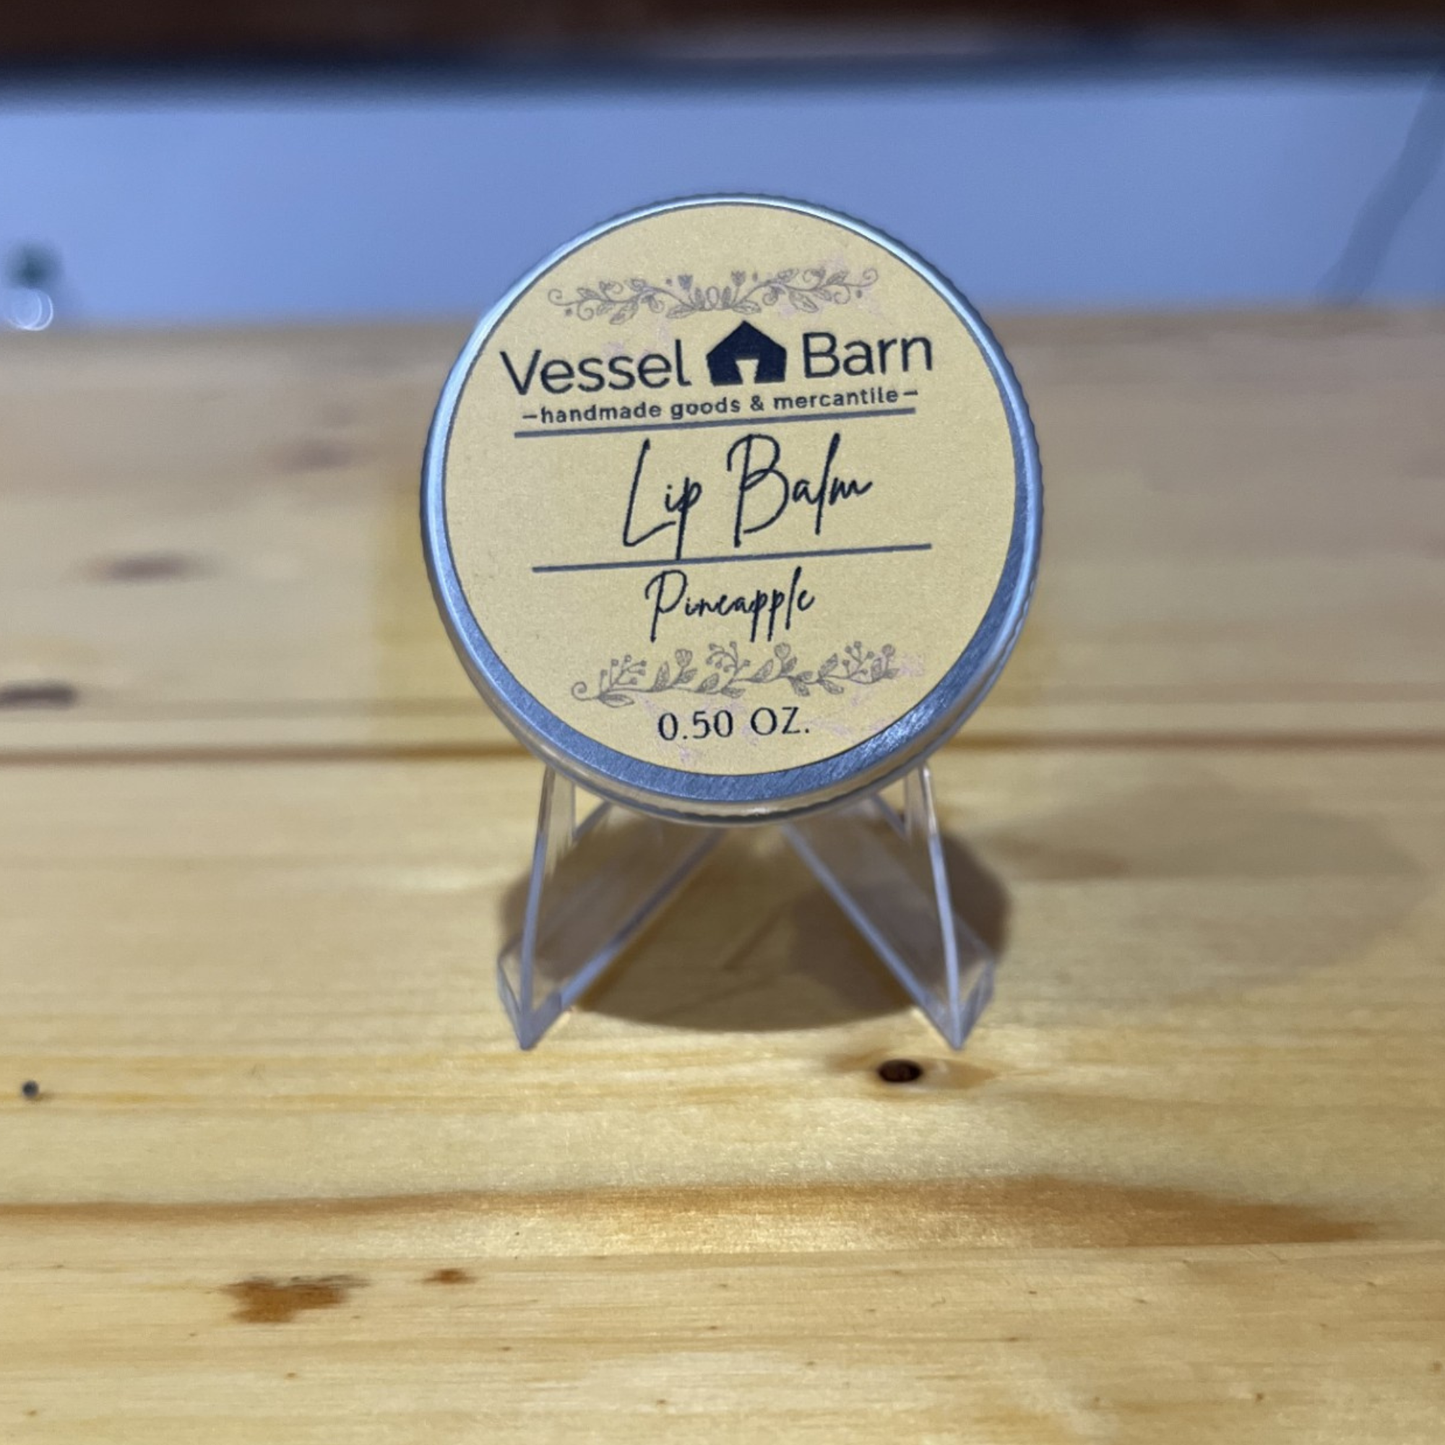 Vessel Barn
-handmade goods & mercantile-
Lip Balm
Pineapple
0.50 OZ.